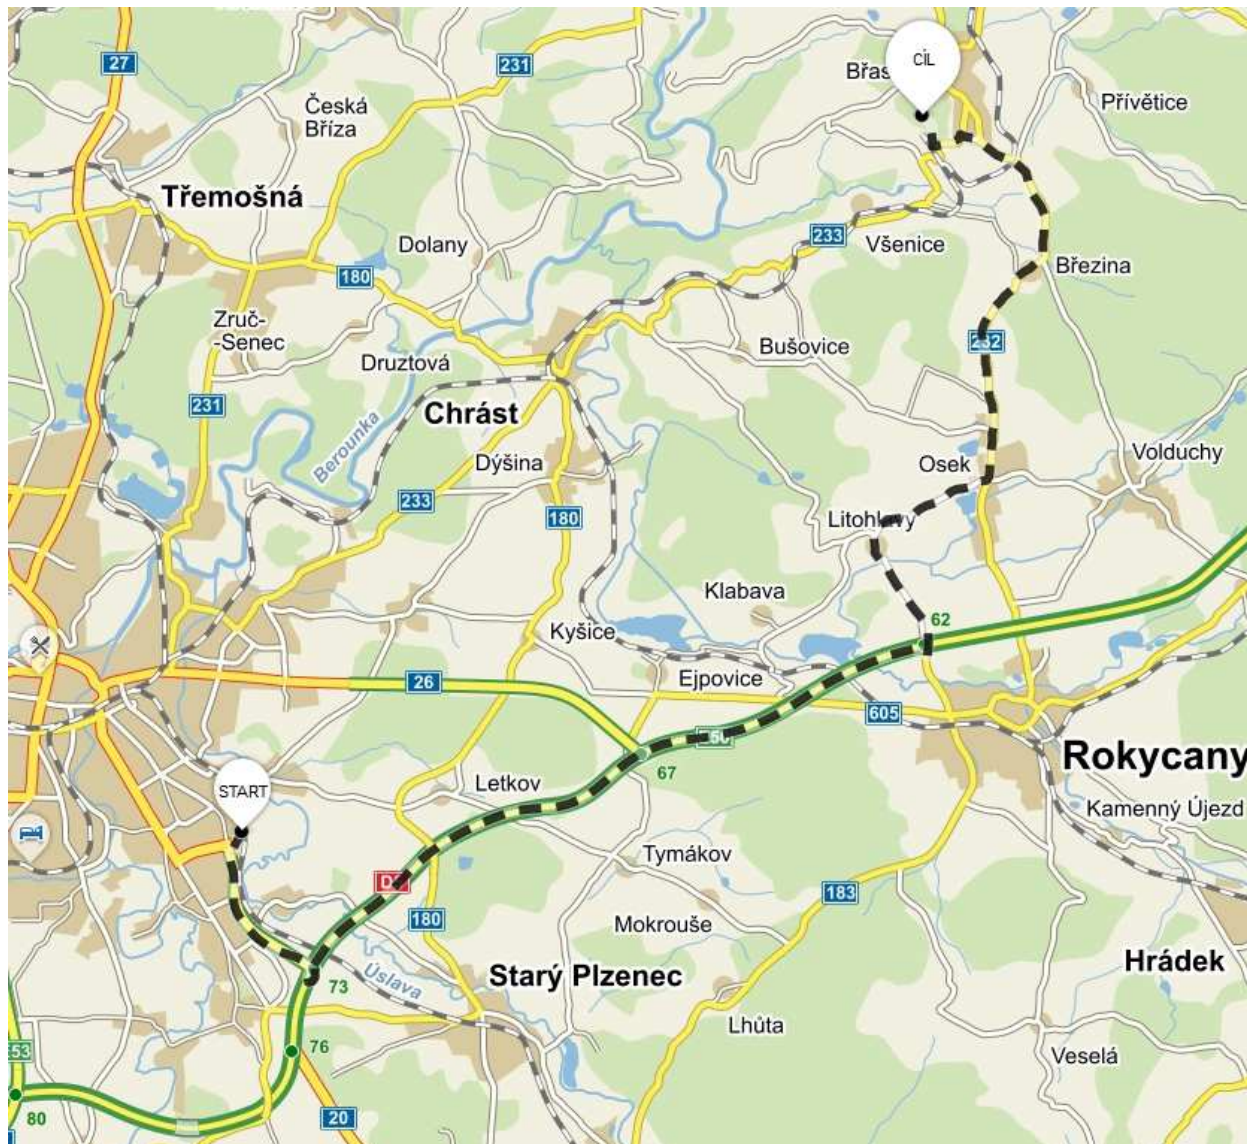 27
231
CÍL
Břas
Přívětice
Česká
Bříza
Třemošná
Dolany
233
Všenice
Březina
180
Zruč-
-Senec
Druztová
Bušovice
232
231
Chrást
Berounka
Dýšina
Osek
Volduchy
233
180
Litohlavy
Klabava
62
Kyšice
Ejpovice
26
605
67
Rokycany
START
Letkov
Kamenný Újezd
Tymákov
183
180
Mokrouše
Starý Plzenec
Hrádek
Úslava
73
Lhůta
76
Veselá
53
80
20